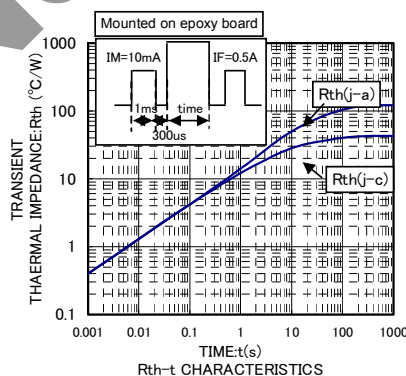 Mounted on epoxy board
IM=10mA
IF=0.5A
1ms
time
300us
Rth(j-a)
Rth(j-c)
TRANSIENT
THAERMAL IMPEDANCE:Rth (℃/W)
1000
100
10
1
0.1
0.001 0.01 0.1 1 10 100 1000
TIME:t(s)
Rth-t CHARACTERISTICS